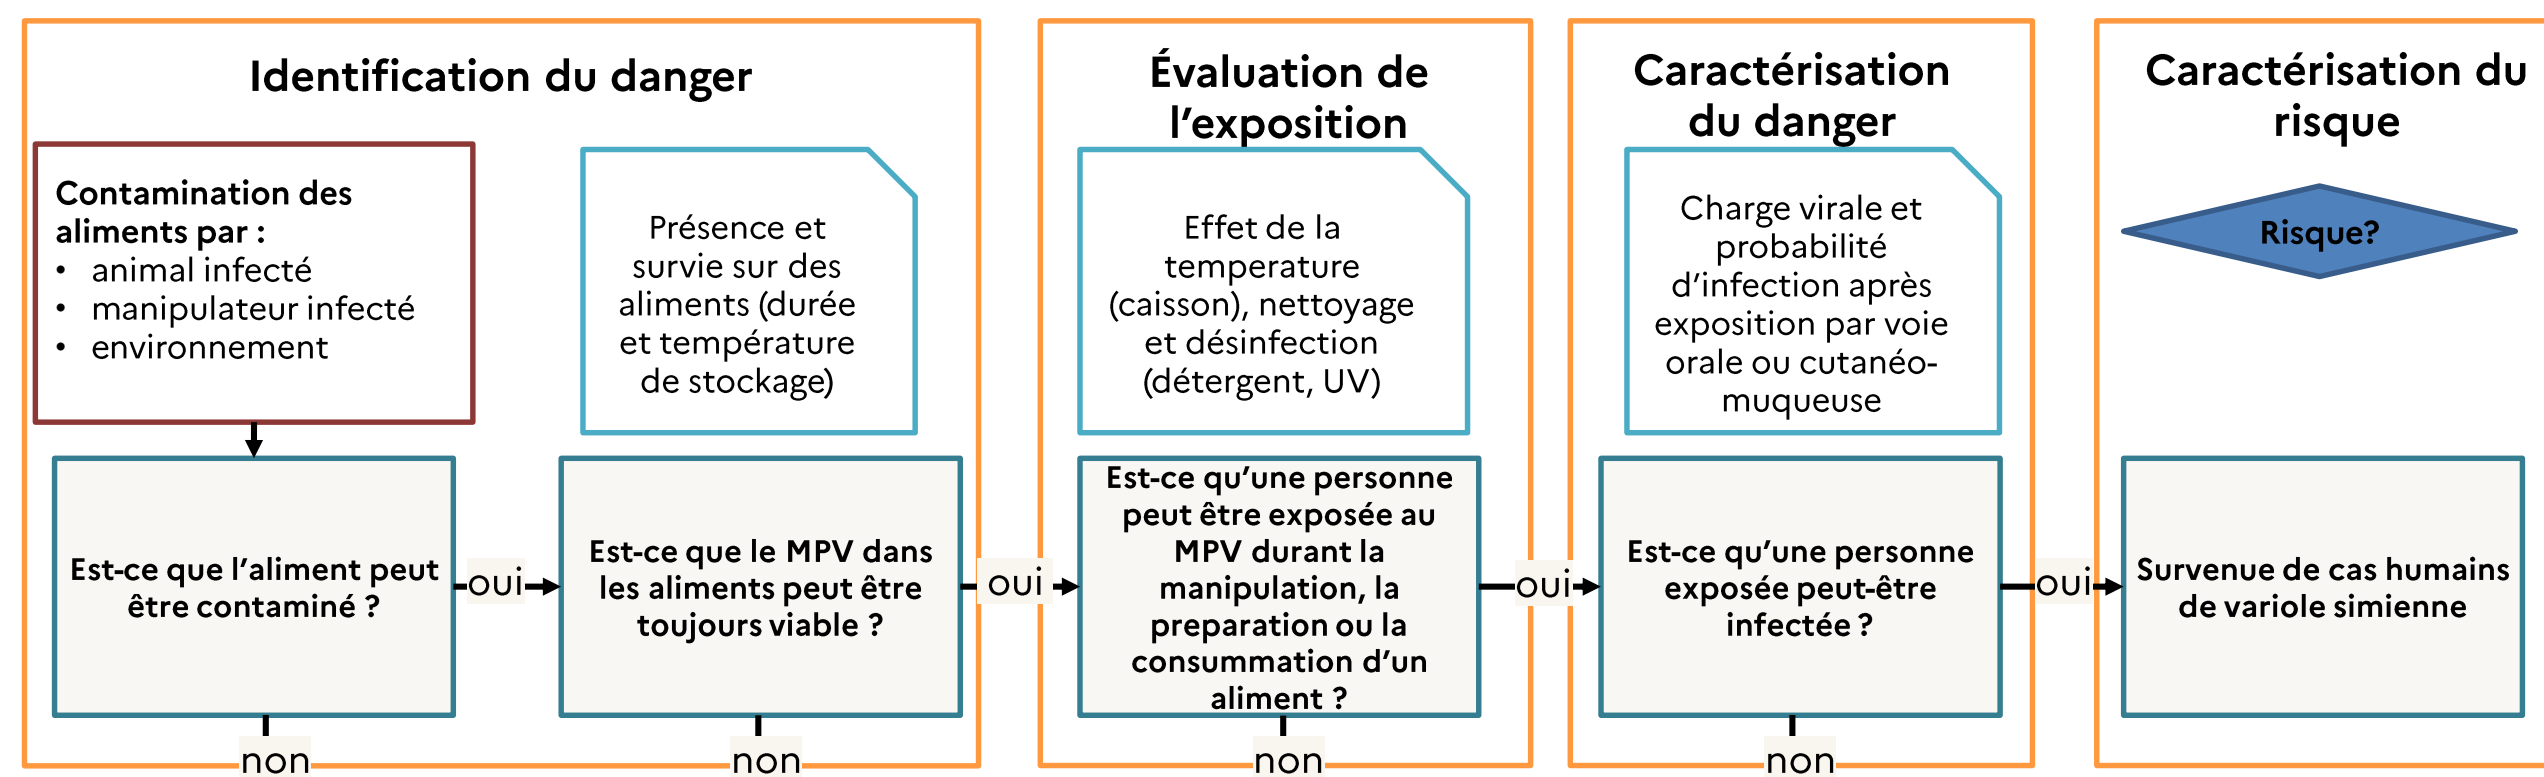 Identification du danger
Contamination des
aliments par :
• animal infecté
• manipulateur infecté
• environnement
Présence et
survie sur des
aliments (durée
et température
de stockage)
Est-ce que l’aliment peut
être contaminé ?
oui
non
Est-ce que le MPV dans
les aliments peut être
toujours viable ?
oui
non
Évaluation de
l’exposition
Effet de la
temperature
(caisson), nettoyage
et désinfection
(détergent, UV)
Est-ce qu’une personne
peut être exposée au
MPV durant la
manipulation, la
preparation ou la
consummation d’un
aliment ?
oui
non
Caractérisation
du danger
Charge virale et
probabilité
d’infection après
exposition par voie
orale ou cutanéo-
muqueuse
Est-ce qu’une personne
exposée peut-être
infectée ?
oui
non
Caractérisation du
risque
Risque?
Survenue de cas humains
de variole simienne